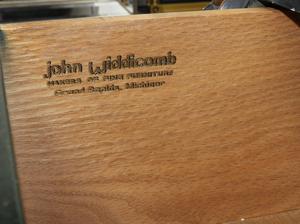 john widdicomb
MAKERS OF FINE FURNITURE
Grand Rapids, Michigan